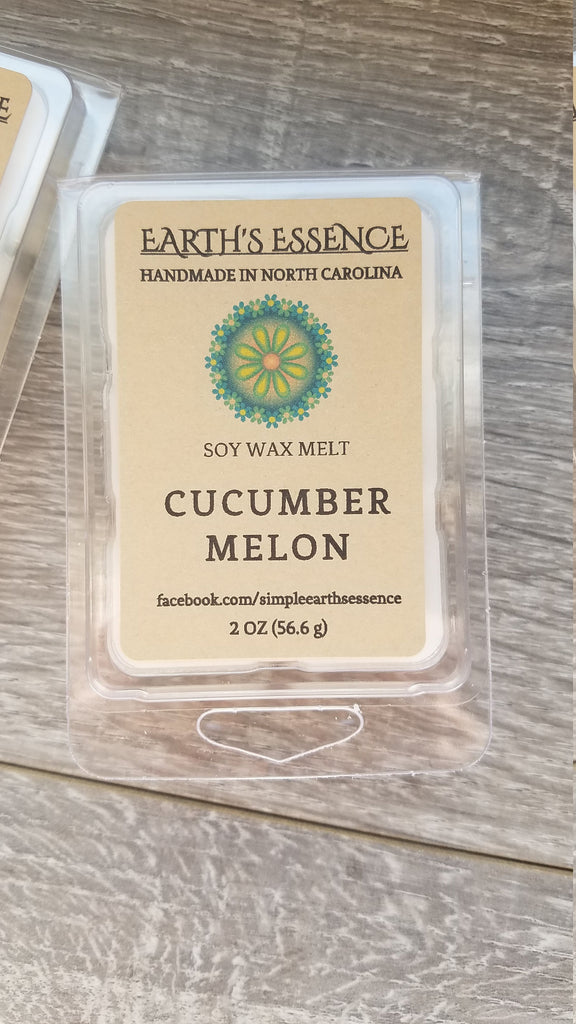 EARTH'S ESSENCE
HANDMADE IN NORTH CAROLINA
SOY WAX MELT
CUCUMBER
MELON
facebook.com/simpleearthsessence
2 OZ (56.6 g)